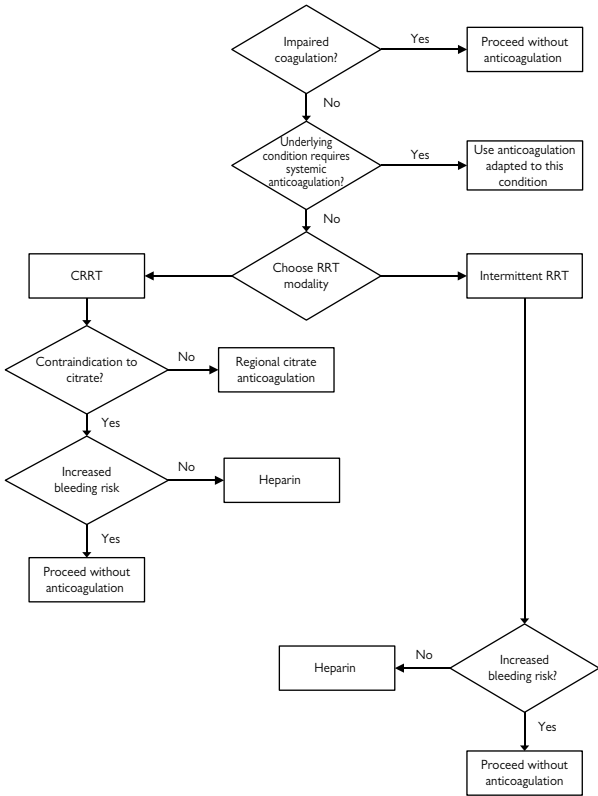 Impaired
coagulation?
Yes
Proceed without
anticoagulation
No
Underlying
condition requires
systemic
anticoagulation?
Yes
Use anticoagulation
adapted to this
condition
No
CRRT
Choose RRT
modality
Intermittent RRT
Contraindication to
citrate?
No
Regional citrate
anticoagulation
Yes
Increased
bleeding risk
No
Heparin
Yes
Proceed without
anticoagulation
Heparin
No
Increased
bleeding risk?
Yes
Proceed without
anticoagulation